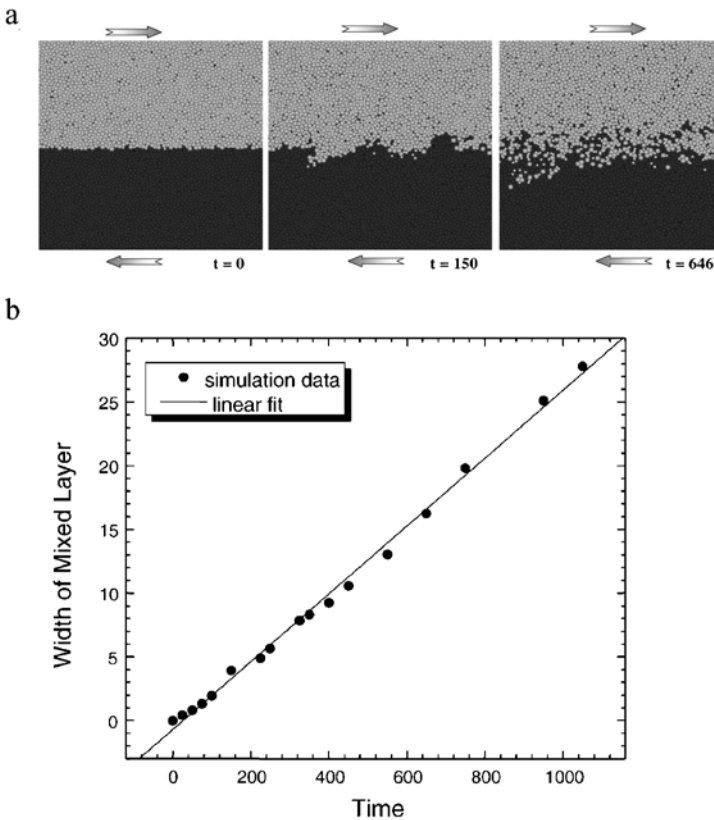 a
t = 0
t = 150
t = 646
b
30
25
20
15
10
5
0
simulation data
linear fit
Width of Mixed Layer
0
200
400
600
800
1000
Time